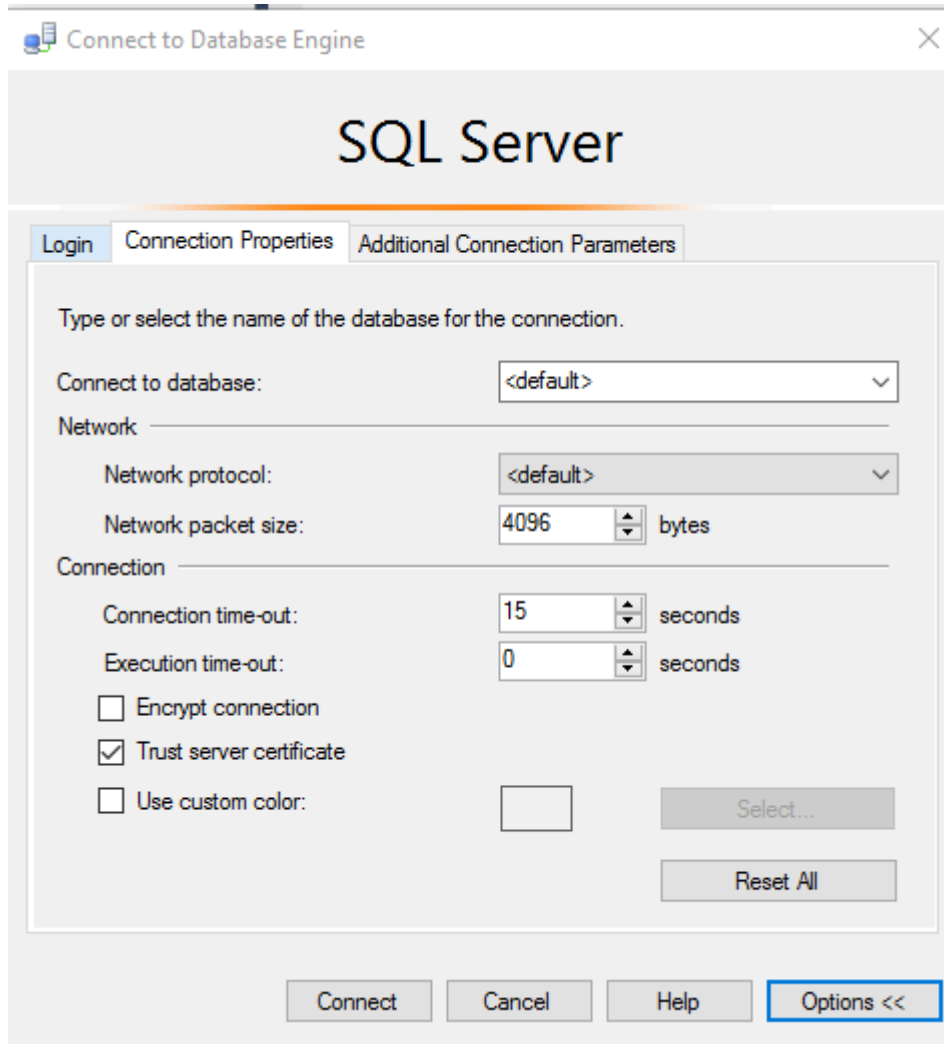 Connect to Database Engine
SQL Server
Login Connection Properties Additional Connection Parameters
Type or select the name of the database for the connection.
Connect to database: <default>
Network
Network protocol: <default>
Network packet size: 4096 bytes
Connection
Connection time-out: 15 seconds
Execution time-out: 0 seconds
Encrypt connection
Trust server certificate
Use custom color: Select...
Reset All
Connect Cancel Help Options <<